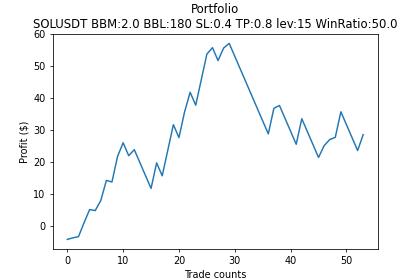 Portfolio
SOLUSDT BBM:2.0 BBL:180 SL:0.4 TP:0.8 lev:15 WinRatio:50.0
60
50
40
30
20
10
0
Profit ($)
0 10 20 30 40 50
Trade counts